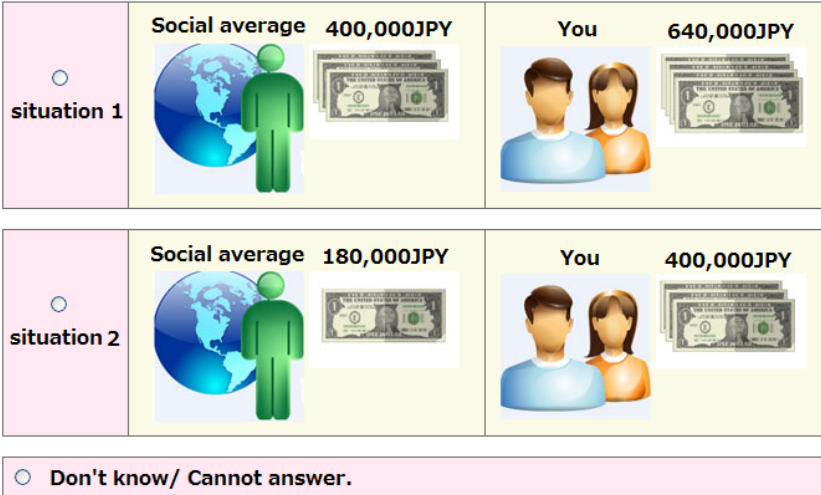 Social average 400,000JPY You 640,000JPY
situation 1
Social average 180,000JPY You 400,000JPY
situation 2
Don't know/ Cannot answer.